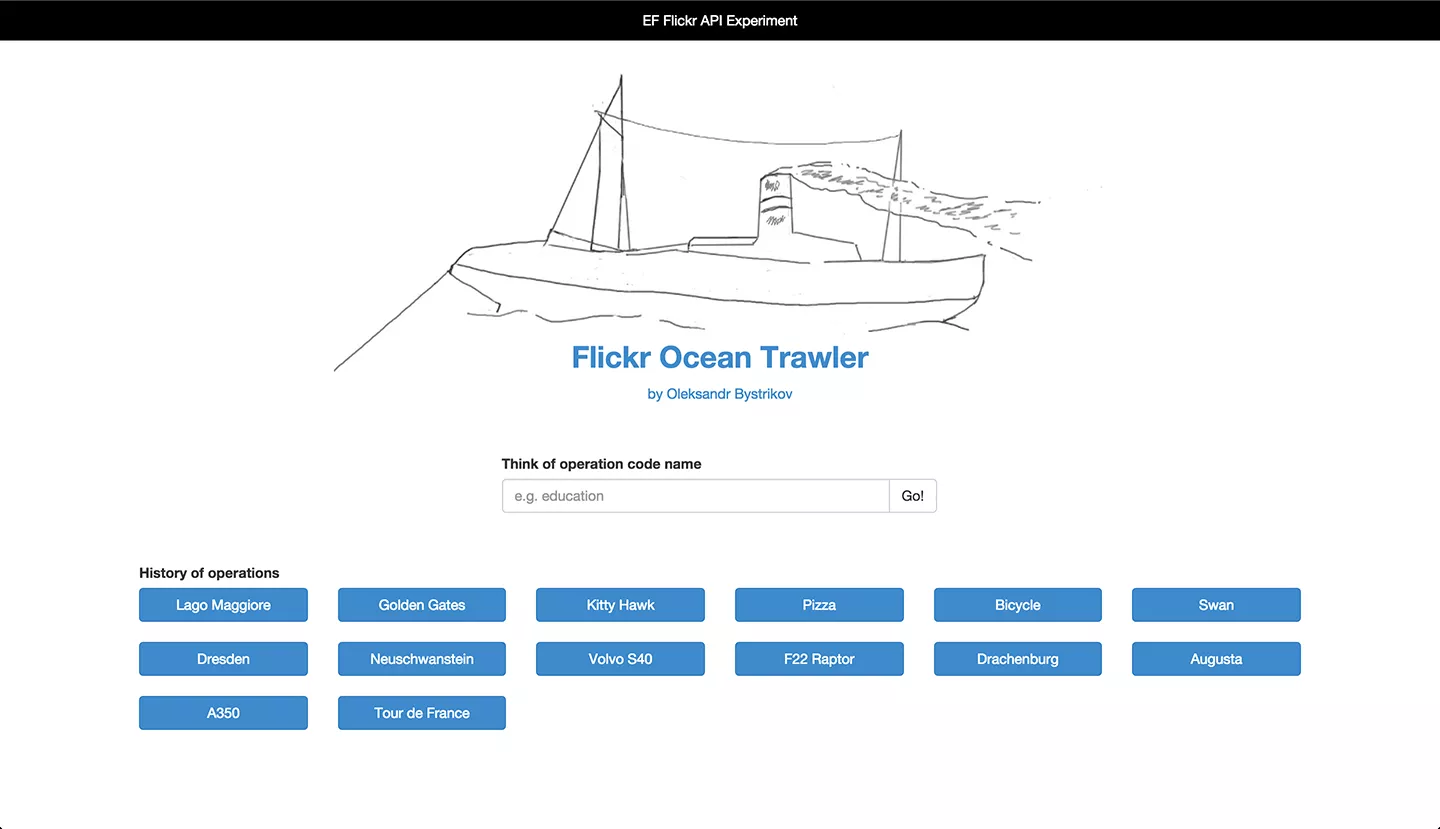 EF Flickr API Experiment
Flickr Ocean Trawler
by Oleksandr Bystrikov
Think of operation code name
e.g. education
Go!
History of operations
Lago Maggiore
Golden Gates
Kitty Hawk
Pizza
Bicycle
Swan
Dresden
Neuschwanstein
Volvo S40
F22 Raptor
Drachenburg
Augusta
A350
Tour de France